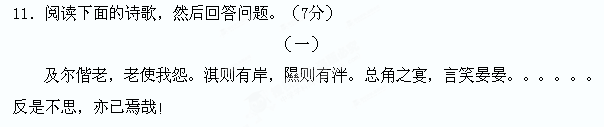 11．阅读下面的诗歌，然后回答问题。（7分）
（一）
及尔偕老，老使我怨。淇则有岸，隰则有泮。总角之宴，言笑晏晏。。。。。。
反是不思，亦已焉哉！